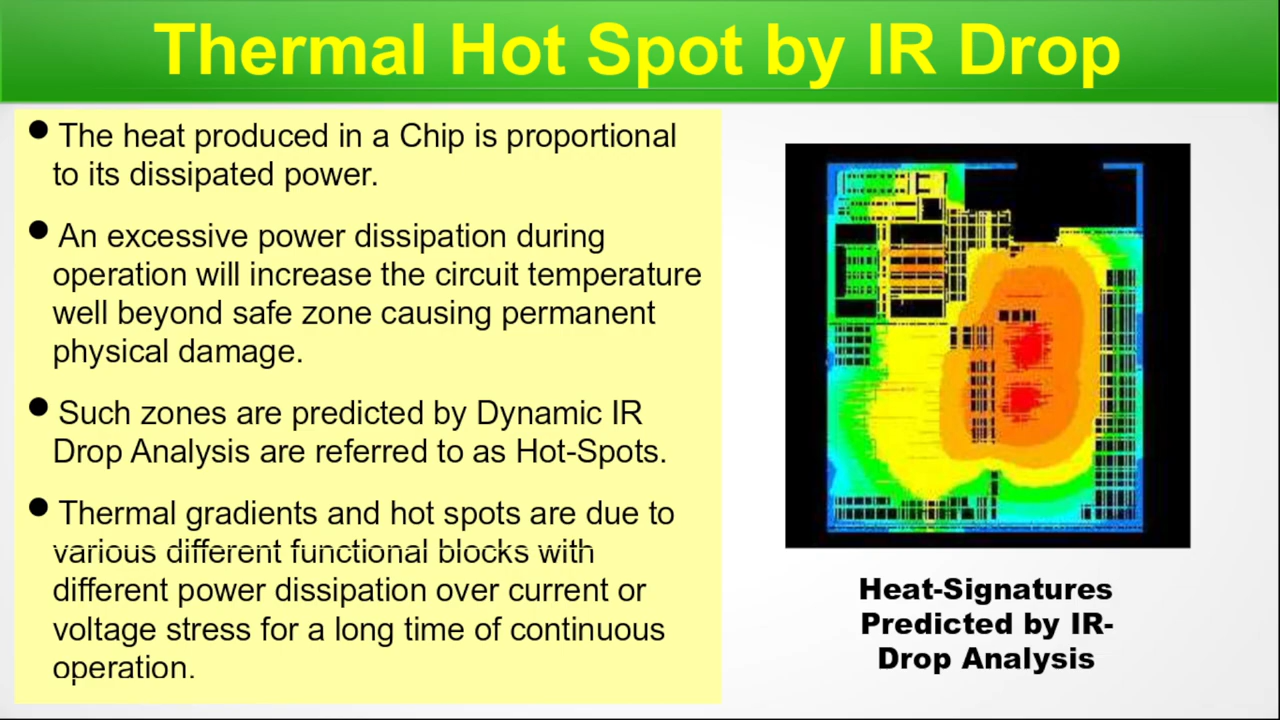 Thermal Hot Spot by IR Drop
● The heat produced in a Chip is proportional
to its dissipated power.
● An excessive power dissipation during
operation will increase the circuit temperature
well beyond safe zone causing permanent
physical damage.
● Such zones are predicted by Dynamic IR
Drop Analysis are referred to as Hot-Spots.
● Thermal gradients and hot spots are due to
various different functional blocks with
different power dissipation over current or
voltage stress for a long time of continuous
operation.
Heat-Signatures
Predicted by IR-
Drop Analysis